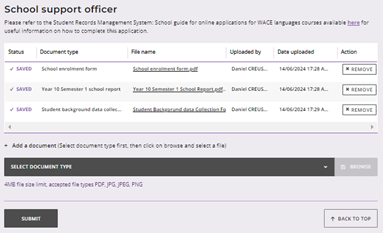 School support officer
Please refer to the Student Records Management System: School guide for online applications for WACE languages courses available here for
useful information on how to complete this application.
Status Document type File name Uploaded by Date uploaded Action
✓ SAVED School enrolment form School enrolment form.pdf Daniel CREUS... 14/06/2024 17:28 A... ✖ REMOVE
✓ SAVED Year 10 Semester 1 school report Year 10 Semester 1 School Report.pdf Daniel CREUS... 14/06/2024 17:28 A... ✖ REMOVE
✓ SAVED Student background data collec... Student Background data Collection Fo Daniel CREUS... 14/06/2024 17:29 A... ✖ REMOVE
+ Add a document (Select document type first, then click on browse and select a file)
SELECT DOCUMENT TYPE BROWSE
4MB file size limit, accepted file types PDF, JPG, JPEG, PNG
SUBMIT ↑ BACK TO TOP